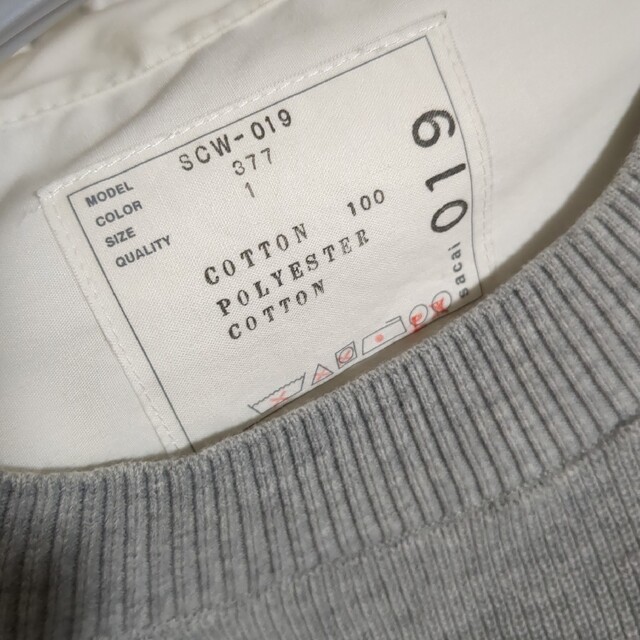 MODEL SCW-019
COLOR 377
SIZE 1
QUALITY
COTTON 100
POLYESTER
COTTON
019
sacai